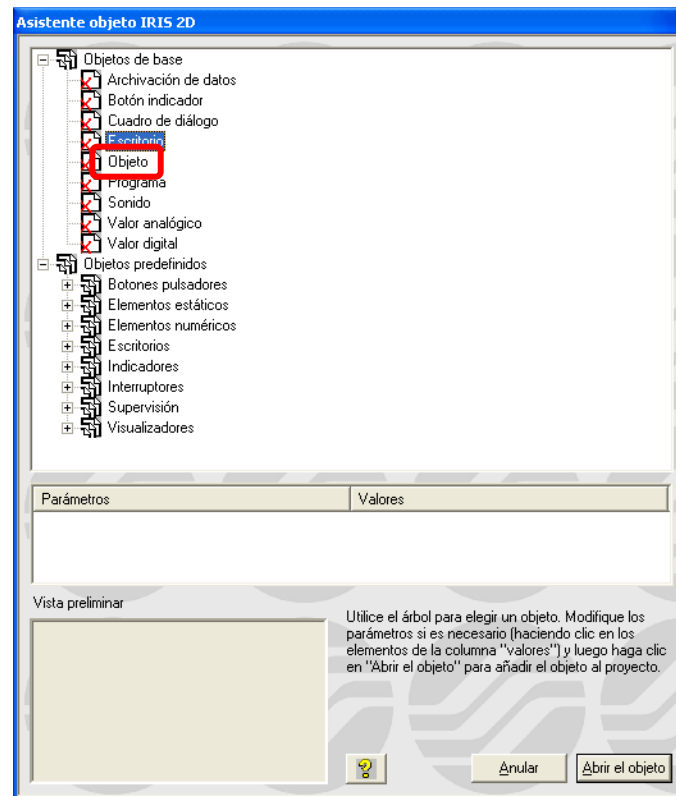 Asistente objeto IRIS 2D
Objetos de base
Archivación de datos
Botón indicador
Cuadro de diálogo
Escritorio
Objeto
Programa
Sonido
Valor analógico
Valor digital
Objetos predefinidos
Botones pulsadores
Elementos estáticos
Elementos numéricos
Escritorios
Indicadores
Interruptores
Supervisión
Visualizadores
Parámetros Valores
Vista preliminar
Utilice el árbol para elegir un objeto. Modifique los
parámetros si es necesario (haciendo clic en los
elementos de la columna "valores") y luego haga clic
en "Abrir el objeto" para añadir el objeto al proyecto.
? Anular Abrir el objeto